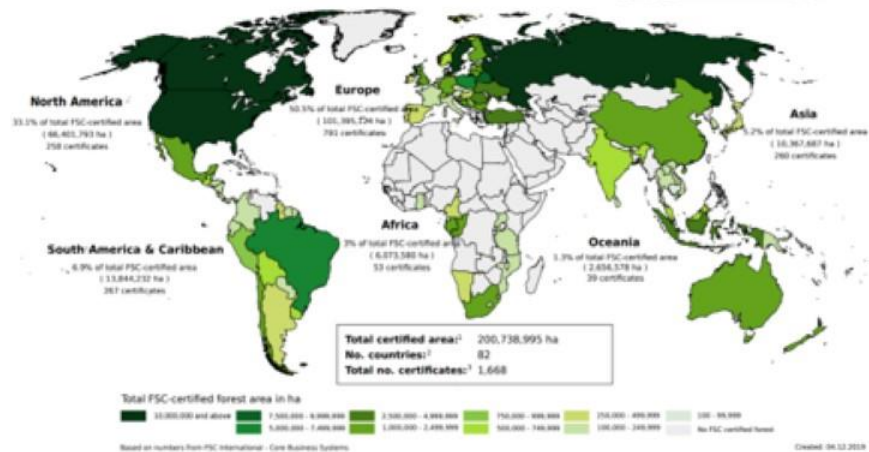 North America
33.1% of total FSC-certified area
( 66,401,793 ha )
258 certificates
Europe
50.5% of total FSC-certified area
791 certificates
Asia
5.2% of total FSC-certified area
( 10,367,687 ha )
260 certificates
South America & Caribbean
6.9% of total FSC-certified area
( 13,844,232 ha )
267 certificates
Africa
3% of total FSC-certified area
( 6,073,580 ha )
53 certificates
Oceania
1.3% of total FSC-certified area
( 2,656,578 ha )
39 certificates
Total certified area:¹ 200,738,995 ha
No. countries:² 82
Total no. certificates:³ 1,668
Total FSC-certified forest area in ha
10,000,000 and above
7,500,000 - 9,999,999
2,500,000 - 4,999,999
750,000 - 999,999
250,000 - 499,999
100 - 99,999
5,000,000 - 7,499,999
1,000,000 - 2,499,999
500,000 - 749,999
100,000 - 249,999
No FSC certified forest
Based on numbers from FSC International - Core Business Systems
Created: 04.12.2019